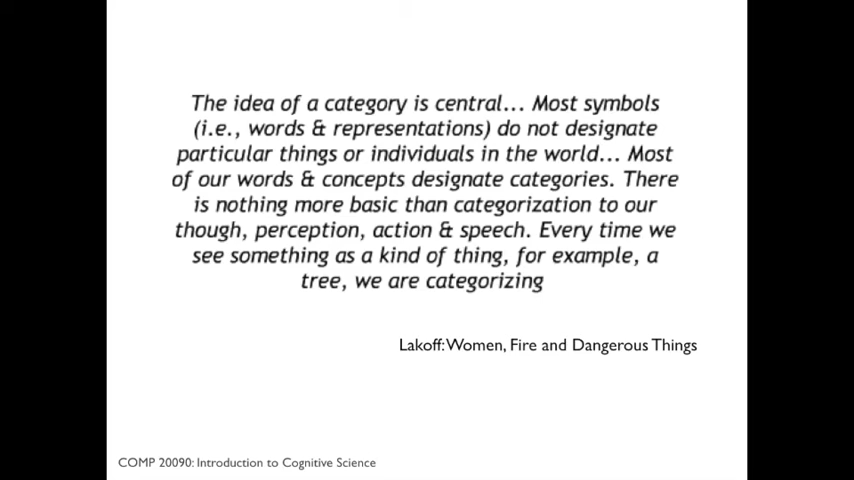 The idea of a category is central... Most symbols
(i.e., words & representations) do not designate
particular things or individuals in the world... Most
of our words & concepts designate categories. There
is nothing more basic than categorization to our
though, perception, action & speech. Every time we
see something as a kind of thing, for example, a
tree, we are categorizing
Lakoff: Women, Fire and Dangerous Things
COMP 20090: Introduction to Cognitive Science